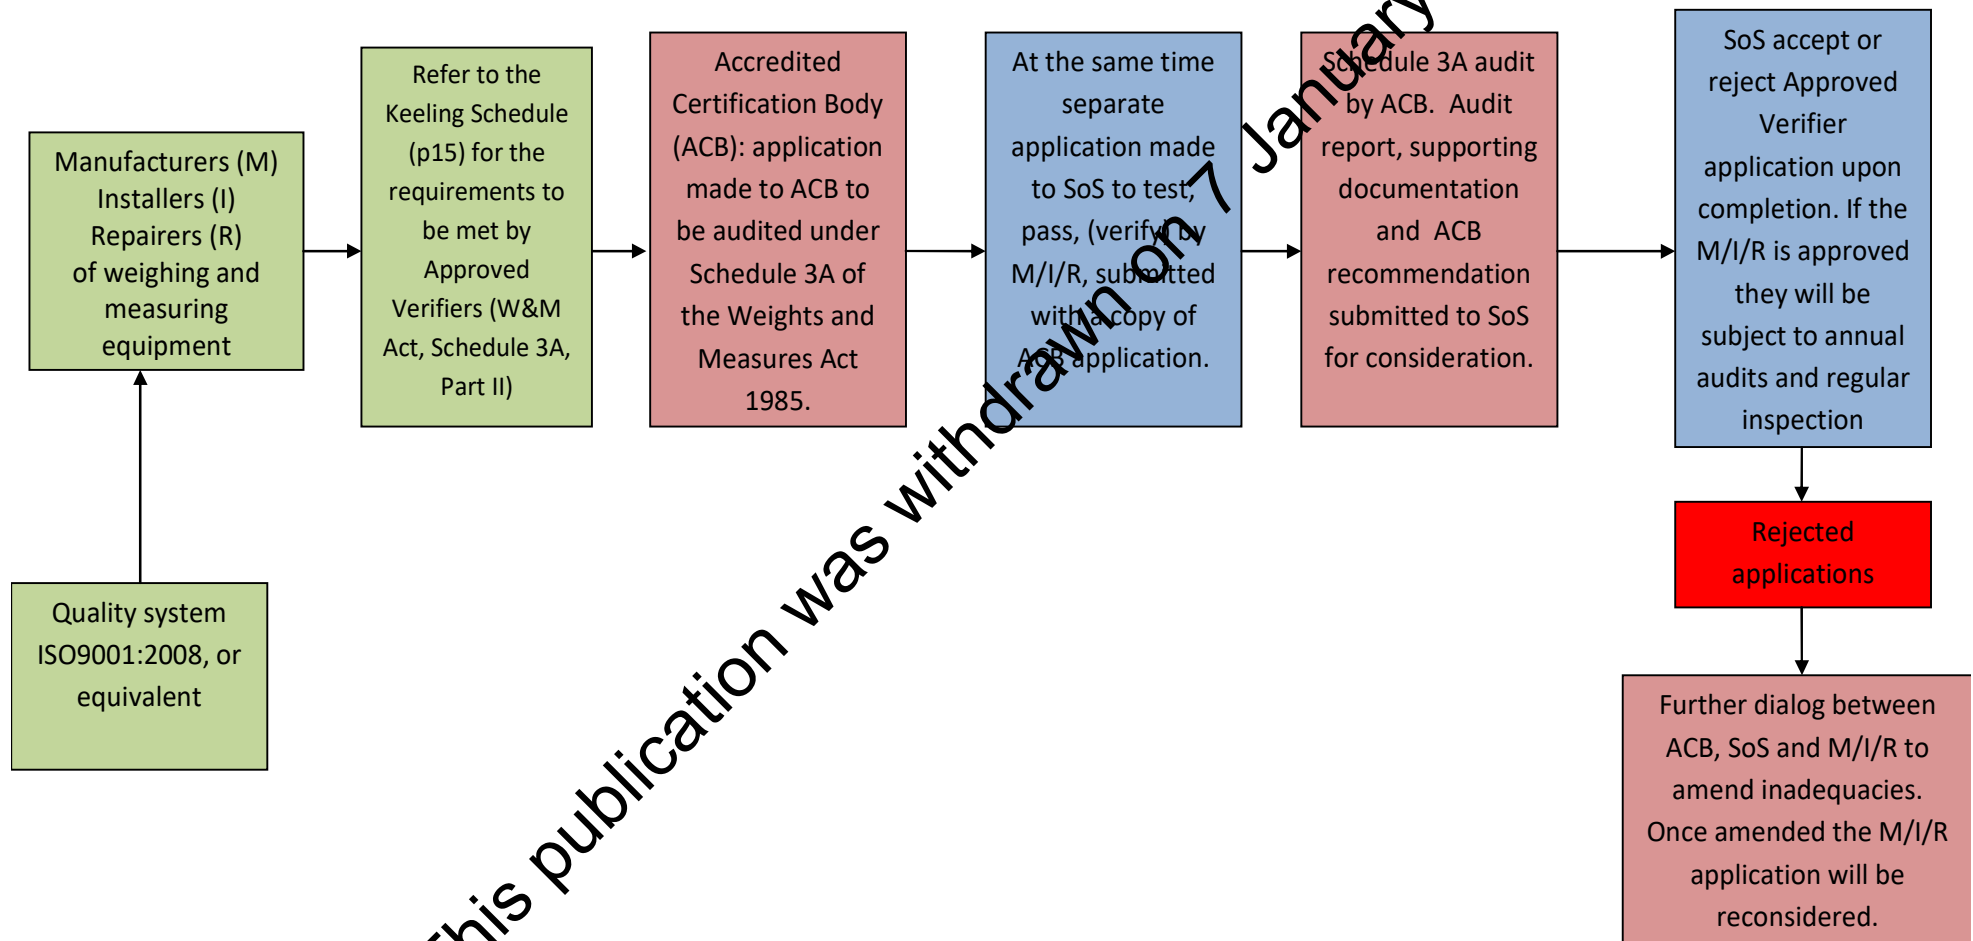 Manufacturers (M)
Installers (I)
Repairers (R)
of weighing and
measuring
equipment
Quality system
ISO9001:2008, or
equivalent
Refer to the
Keeling Schedule
(p15) for the
requirements to
be met by
Approved
Verifiers (W&M
Act, Schedule 3A,
Part II)
Accredited
Certification Body
(ACB): application
made to ACB to
be audited under
Schedule 3A of
the Weights and
Measures Act
1985.
At the same time
separate
application made
to SoS to test,
pass, (verify) by
M/I/R, submitted
with a copy of
ACB application.
Schedule 3A audit
by ACB. Audit
report, supporting
documentation
and ACB
recommendation
submitted to SoS
for consideration.
SoS accept or
reject Approved
Verifier
application upon
completion. If the
M/I/R is approved
they will be
subject to annual
audits and regular
inspection
Rejected
applications
Further dialog between
ACB, SoS and M/I/R to
amend inadequacies.
Once amended the M/I/R
application will be
reconsidered.
This publication was withdrawn on 7 January